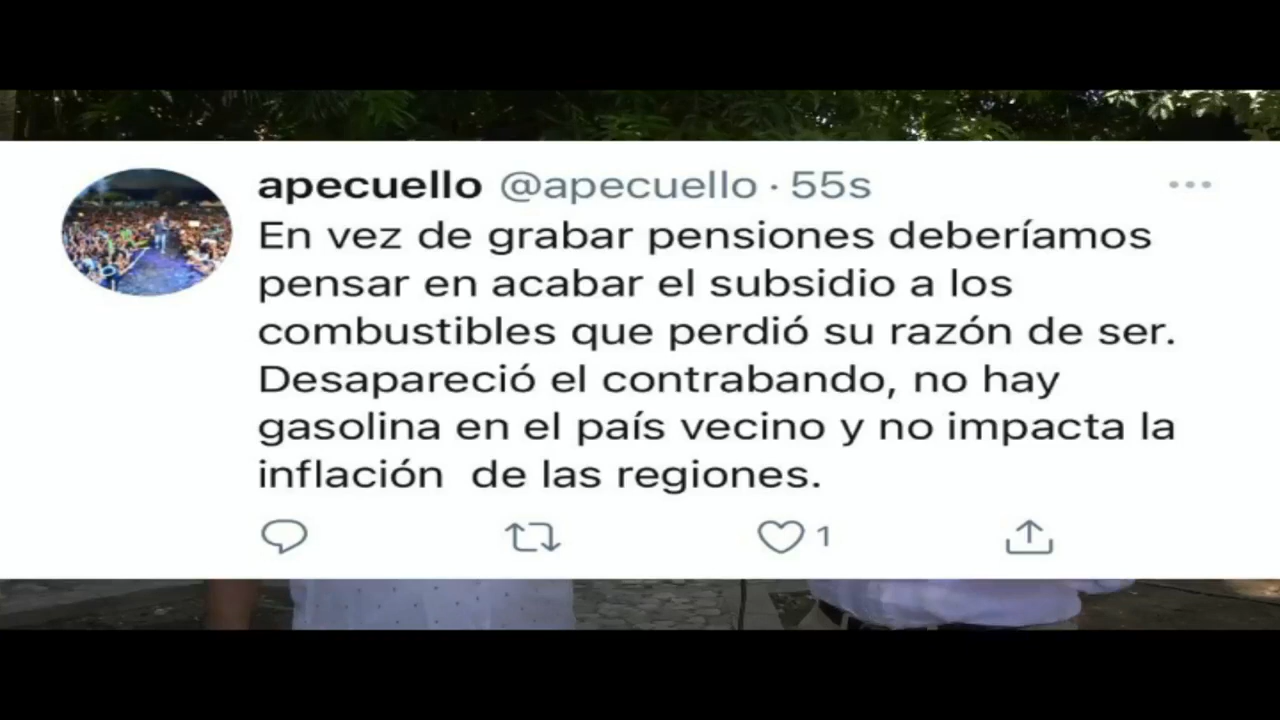 apecuello @apecuello · 55s
En vez de grabar pensiones deberíamos
pensar en acabar el subsidio a los
combustibles que perdió su razón de ser.
Desapareció el contrabando, no hay
gasolina en el país vecino y no impacta la
inflación  de las regiones.
1